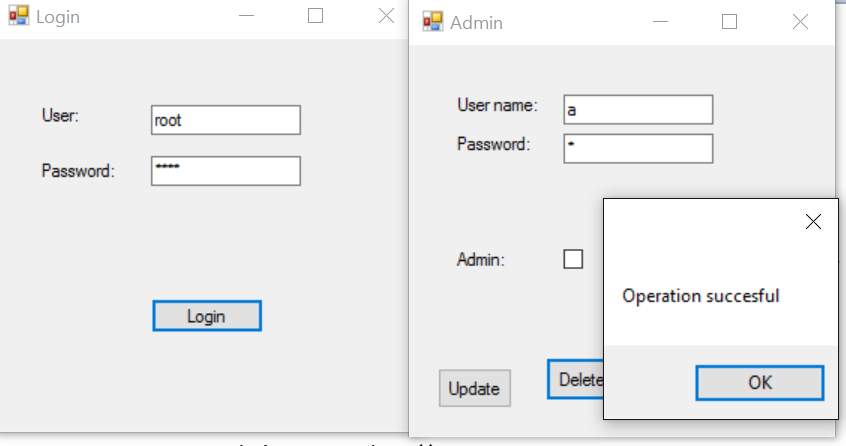 Login
User:
root
Password:
****
Login
Admin
User name:
a
Password:
*
Admin:
Operation succesful
Update
Delete
OK